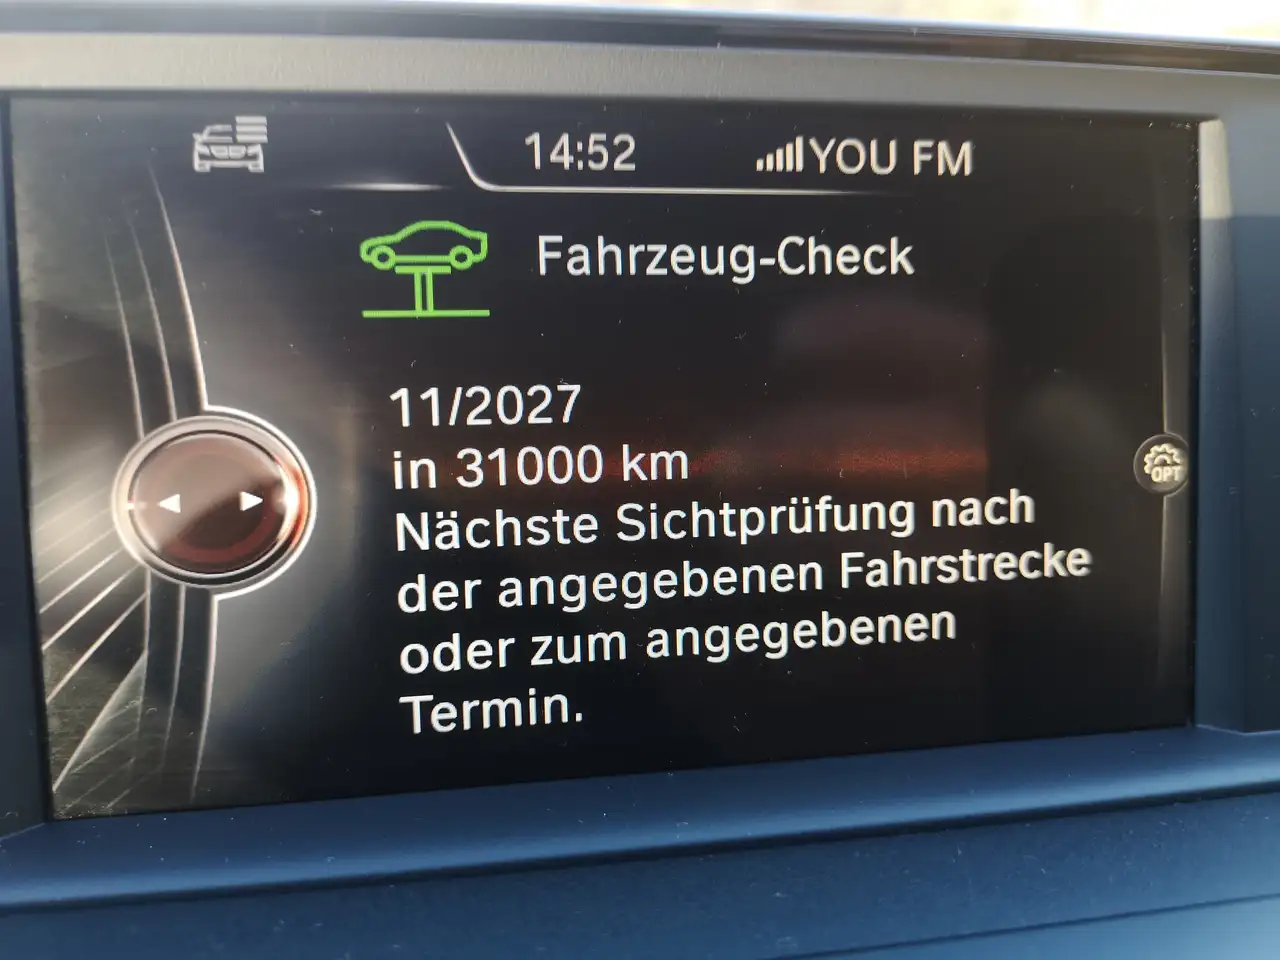 14:52 YOU FM
Fahrzeug-Check
11/2027
in 31000 km
Nächste Sichtprüfung nach
der angegebenen Fahrstrecke
oder zum angegebenen
Termin.
OPT